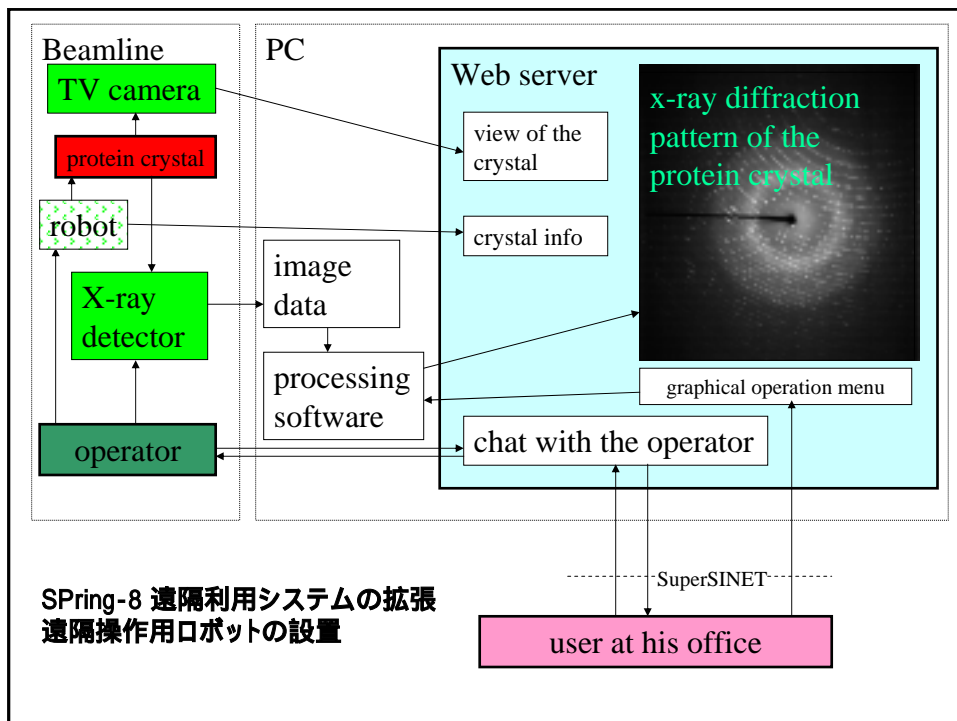 Beamline
TV camera
protein crystal
robot
X-ray
detector
operator
PC
image
data
processing
software
Web server
view of the
crystal
crystal info
x-ray diffraction
pattern of the
protein crystal
graphical operation menu
chat with the operator
SuperSINET
user at his office
SPring-8 遠隔利用システムの拡張
遠隔操作用ロボットの設置